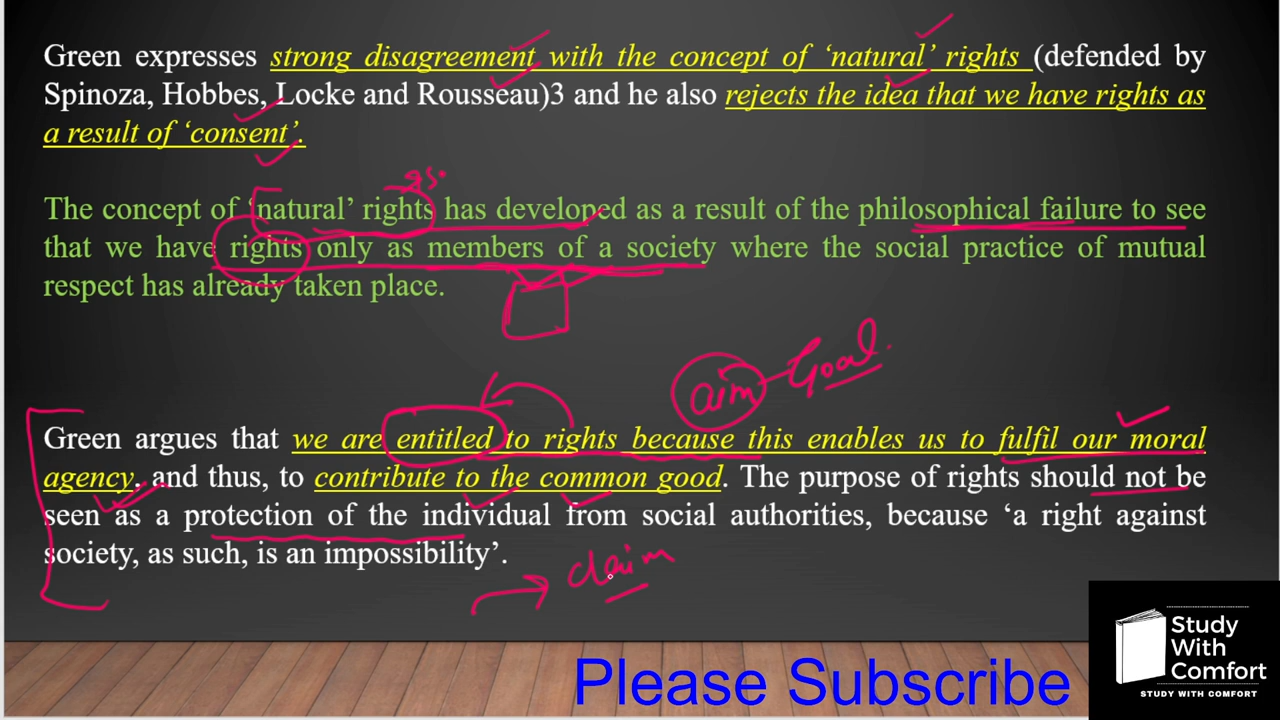 Green expresses strong disagreement with the concept of ‘natural’ rights (defended by
Spinoza, Hobbes, Locke and Rousseau)3 and he also rejects the idea that we have rights as
a result of ‘consent’.
The concept of ‘natural’ rights has developed as a result of the philosophical failure to see
that we have rights only as members of a society where the social practice of mutual
respect has already taken place.
aim Goal.
Green argues that we are entitled to rights because this enables us to fulfil our moral
agency, and thus, to contribute to the common good. The purpose of rights should not be
seen as a protection of the individual from social authorities, because ‘a right against
society, as such, is an impossibility’.
claim
Please Subscribe
Study
With
Comfort
STUDY WITH COMFORT